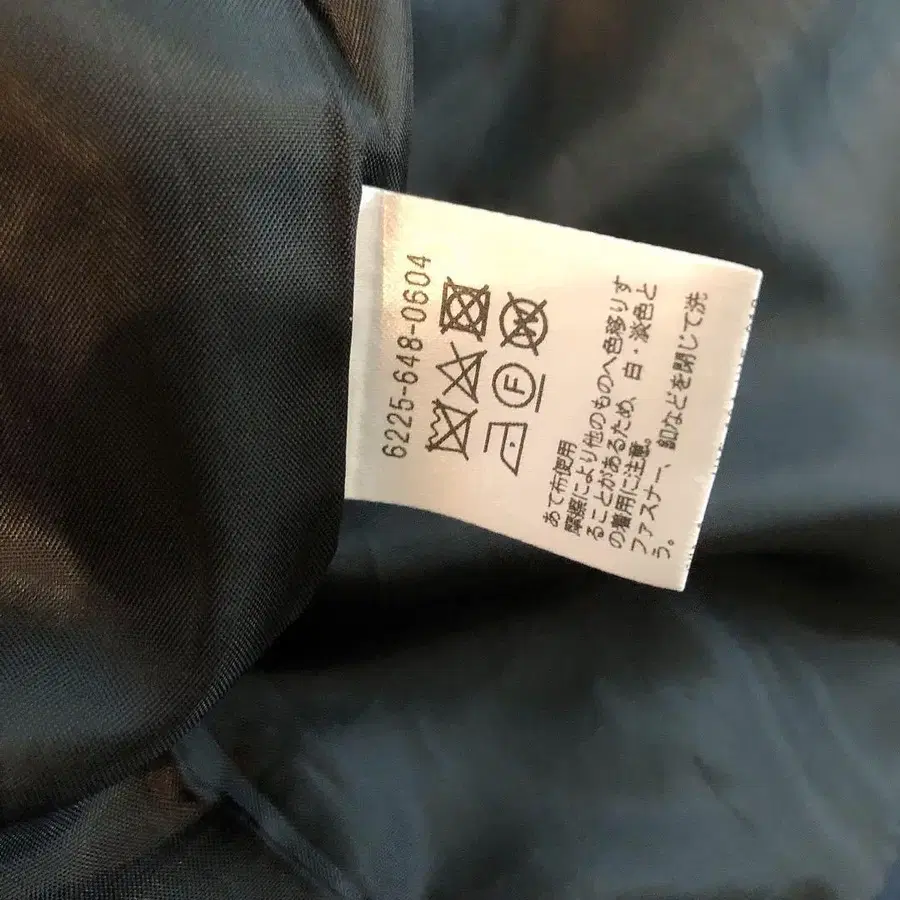 6225-648-0604
W
F
あて布使用
摩擦により他のものへ色移りす
ることがあるため、白・淡色と
の着用に注意。
ファスナー、釦などを閉じて洗
う。